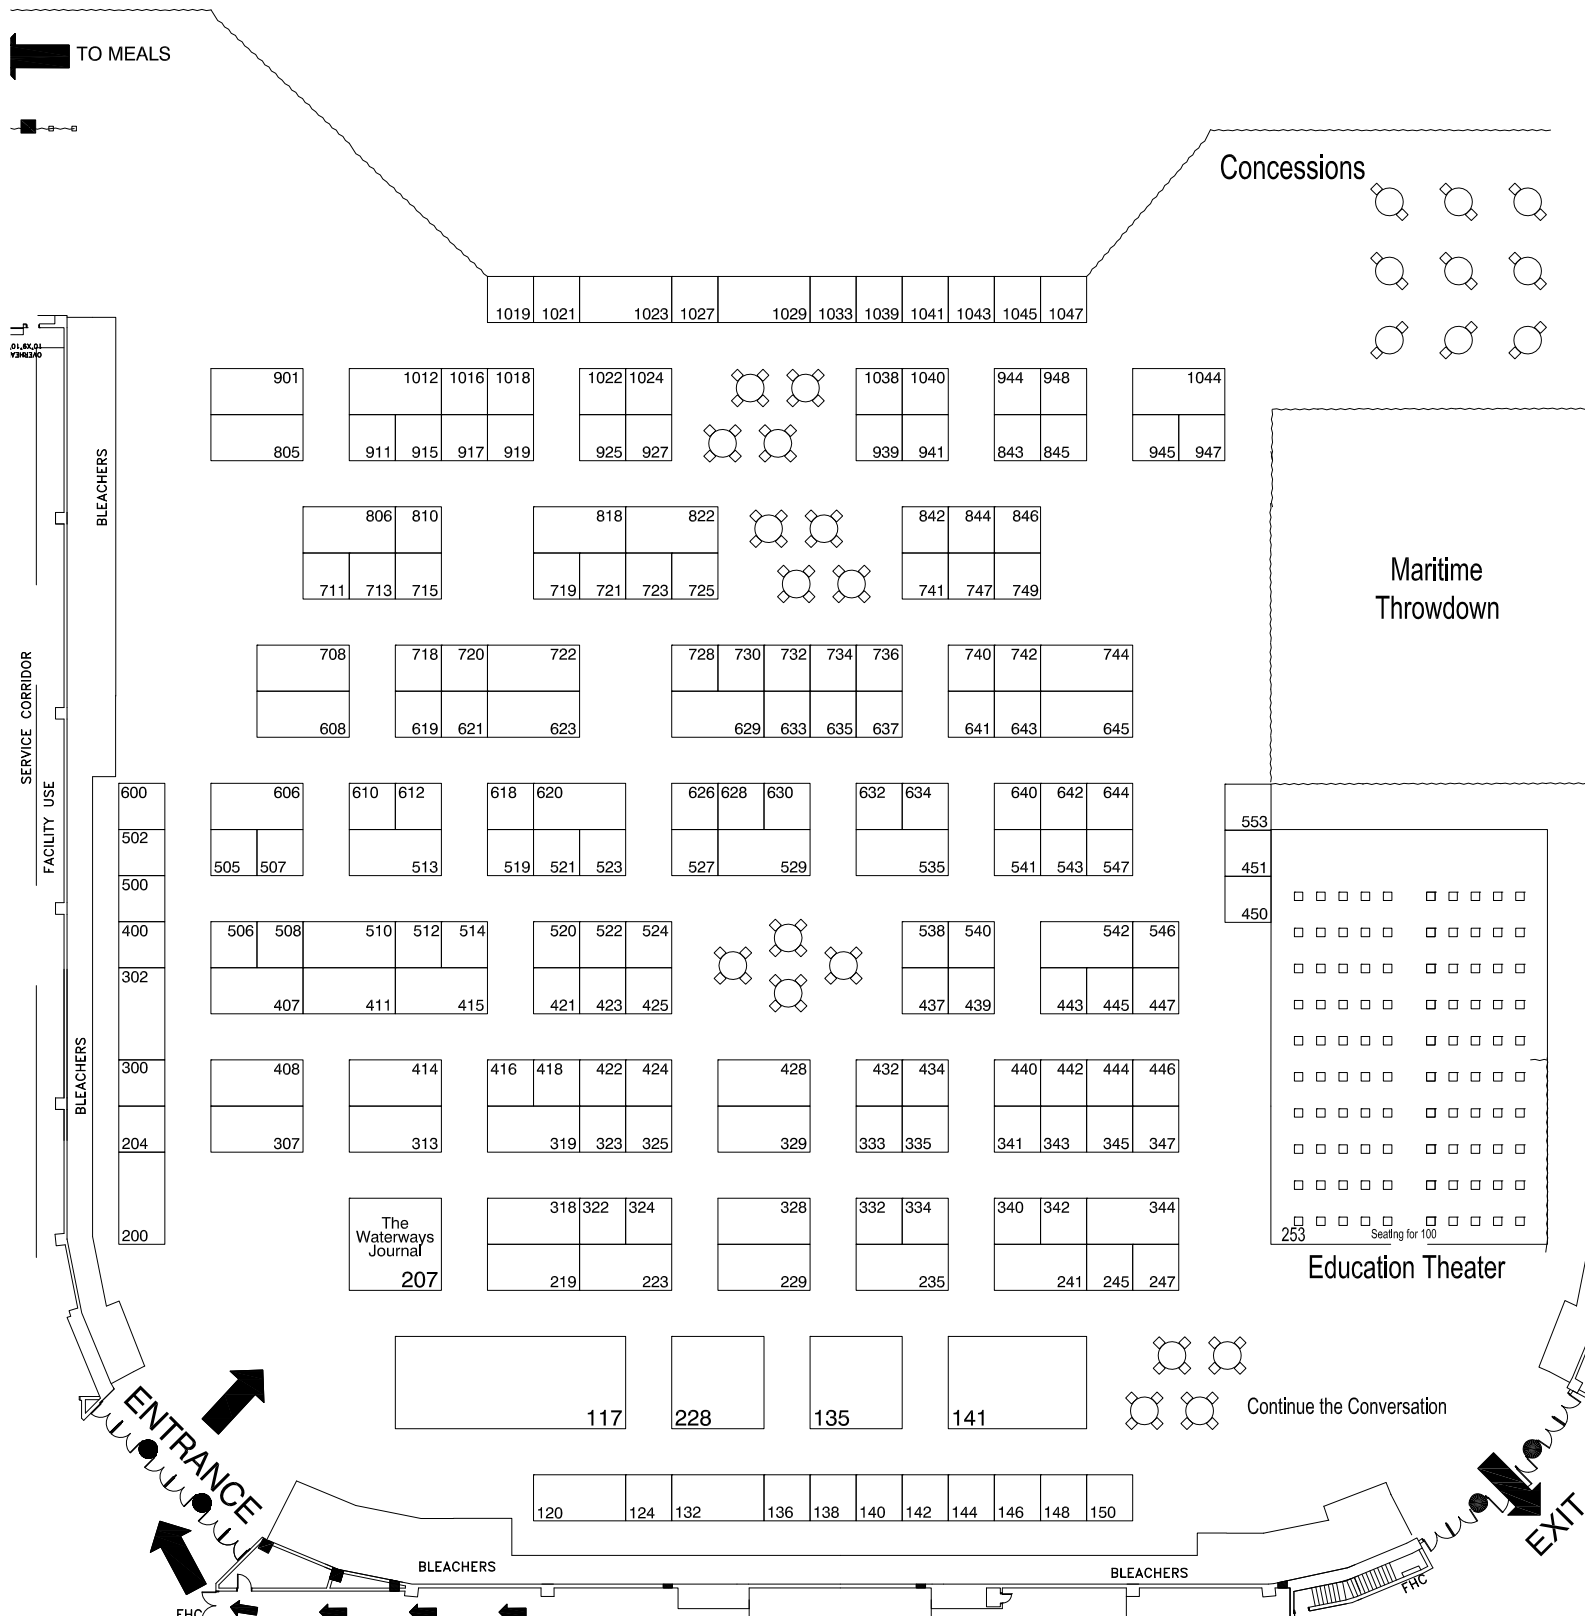 TO MEALS
Concessions
1019 1021 1023 1027 1029 1033 1039 1041 1043 1045 1047
OVERHEA
10'X9'10
901 1012 1016 1018 1022 1024 1038 1040 944 948 1044
805 911 915 917 919 925 927 939 941 843 845 945 947
BLEACHERS
806 810 818 822 842 844 846
711 713 715 719 721 723 725 741 747 749
Maritime
Throwdown
SERVICE CORRIDOR
708 718 720 722 728 730 732 734 736 740 742 744
608 619 621 623 629 633 635 637 641 643 645
FACILITY USE
600 606 610 612 618 620 626 628 630 632 634 640 642 644
553
502
505 507 513 519 521 523 527 529 535 541 543 547 451
500
450
400 506 508 510 512 514 520 522 524 538 540 542 546
302
407 411 415 421 423 425 437 439 443 445 447
BLEACHERS
300 408 414 416 418 422 424 428 432 434 440 442 444 446
204 307 313 319 323 325 329 333 335 341 343 345 347
200
The
Waterways
Journal
207
318 322 324 328 332 334 340 342 344
253
Seating for 100
Education Theater
219 223 229 235 241 245 247
117 228 135 141
Continue the Conversation
ENTRANCE
120 124 132 136 138 140 142 144 146 148 150
EXIT
BLEACHERS
BLEACHERS
FHC
FHC